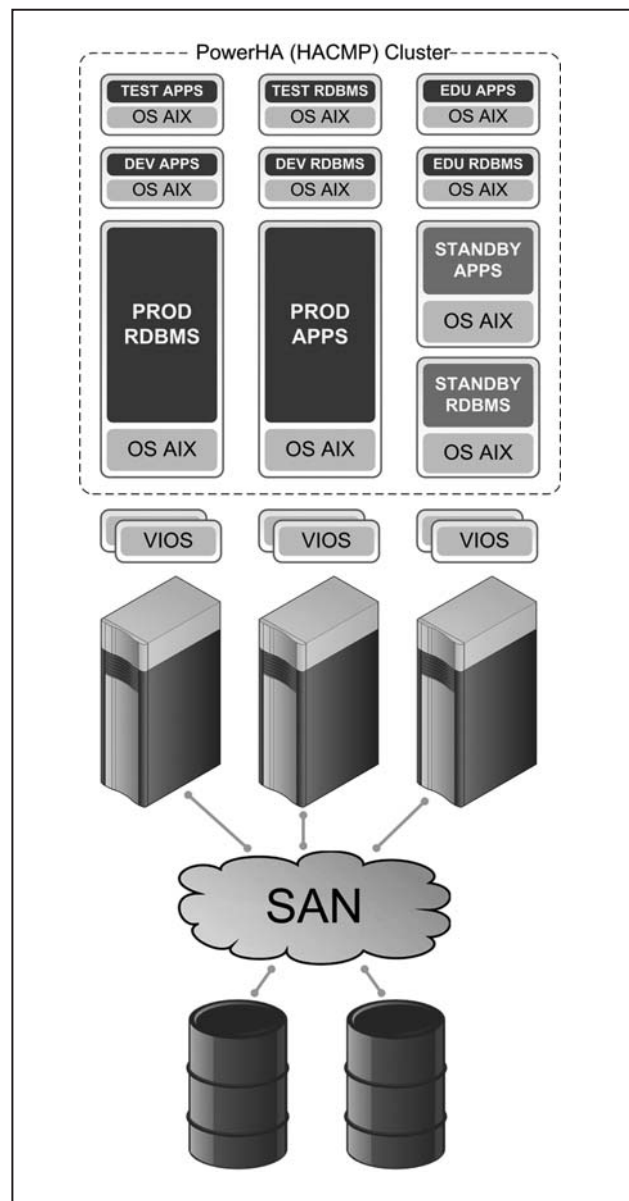 PowerHA (HACMP) Cluster
TEST APPS
OS AIX
TEST RDBMS
OS AIX
EDU APPS
OS AIX
DEV APPS
OS AIX
DEV RDBMS
OS AIX
EDU RDBMS
OS AIX
PROD
RDBMS
OS AIX
PROD
APPS
OS AIX
STANDBY
APPS
OS AIX
STANDBY
RDBMS
OS AIX
VIOS
VIOS
VIOS
SAN